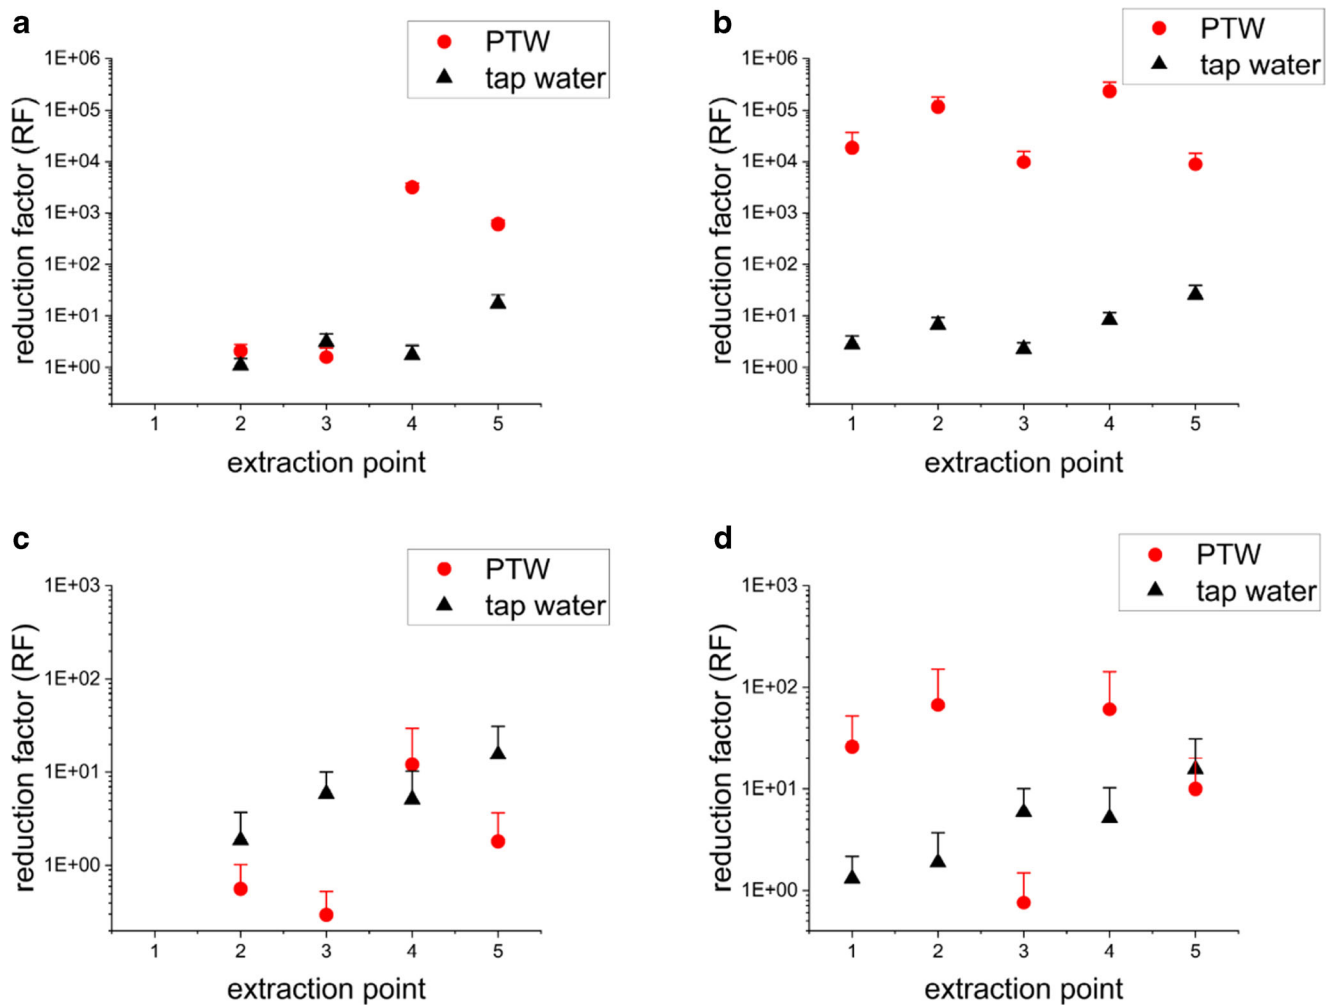 a
PTW
tap water
1E+06
1E+05
1E+04
1E+03
1E+02
1E+01
1E+00
reduction factor (RF)
1 2 3 4 5
extraction point
b
PTW
tap water
1E+06
1E+05
1E+04
1E+03
1E+02
1E+01
1E+00
reduction factor (RF)
1 2 3 4 5
extraction point
c
PTW
tap water
1E+03
1E+02
1E+01
1E+00
reduction factor (RF)
1 2 3 4 5
extraction point
d
PTW
tap water
1E+03
1E+02
1E+01
1E+00
reduction factor (RF)
1 2 3 4 5
extraction point